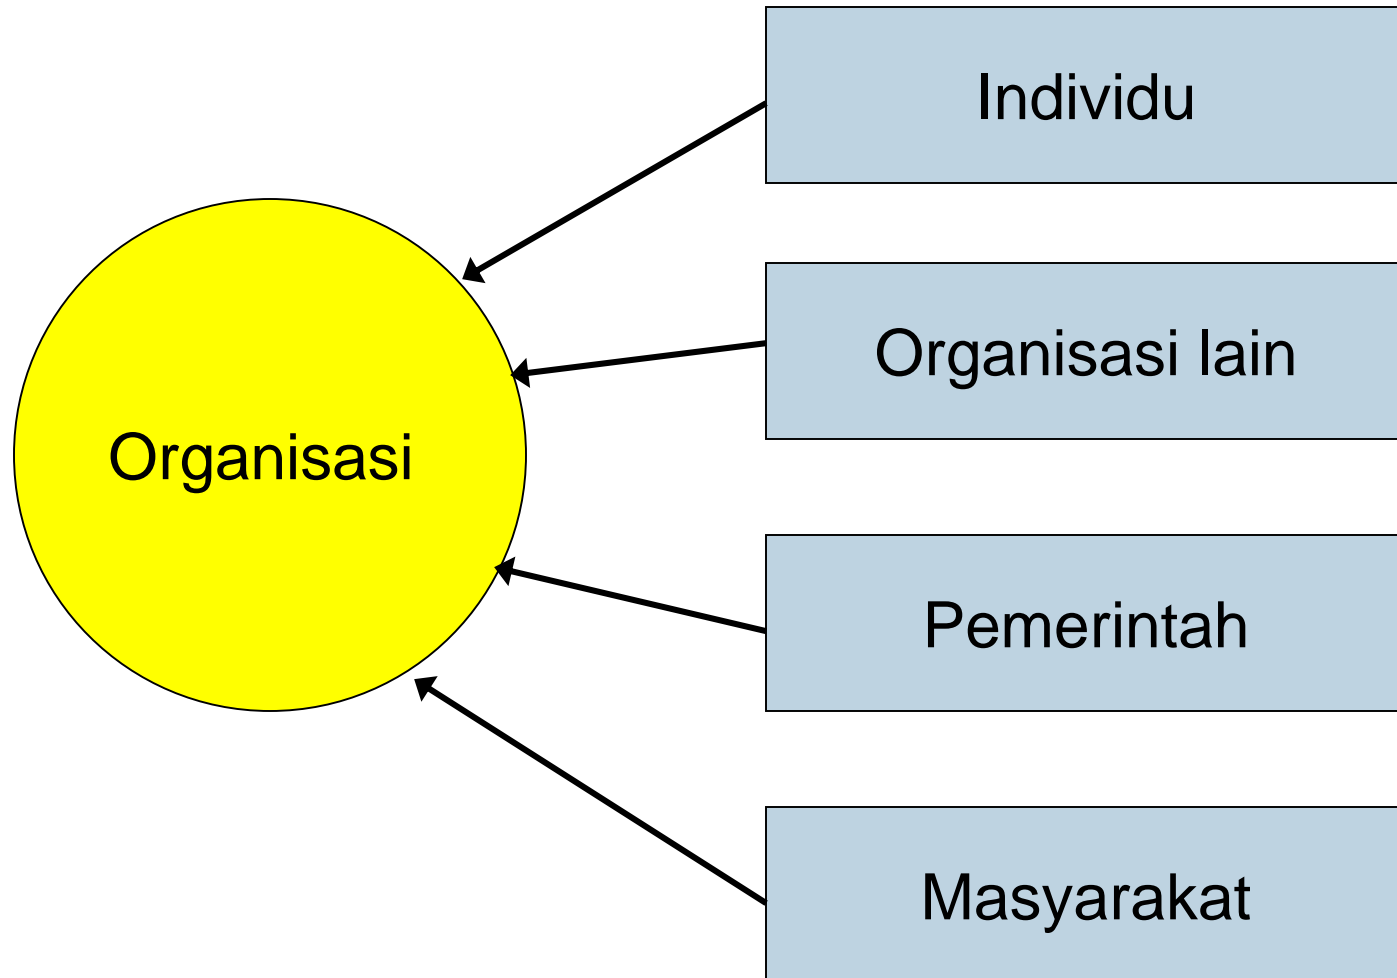 Individu
Organisasi lain
Organisasi
Pemerintah
Masyarakat